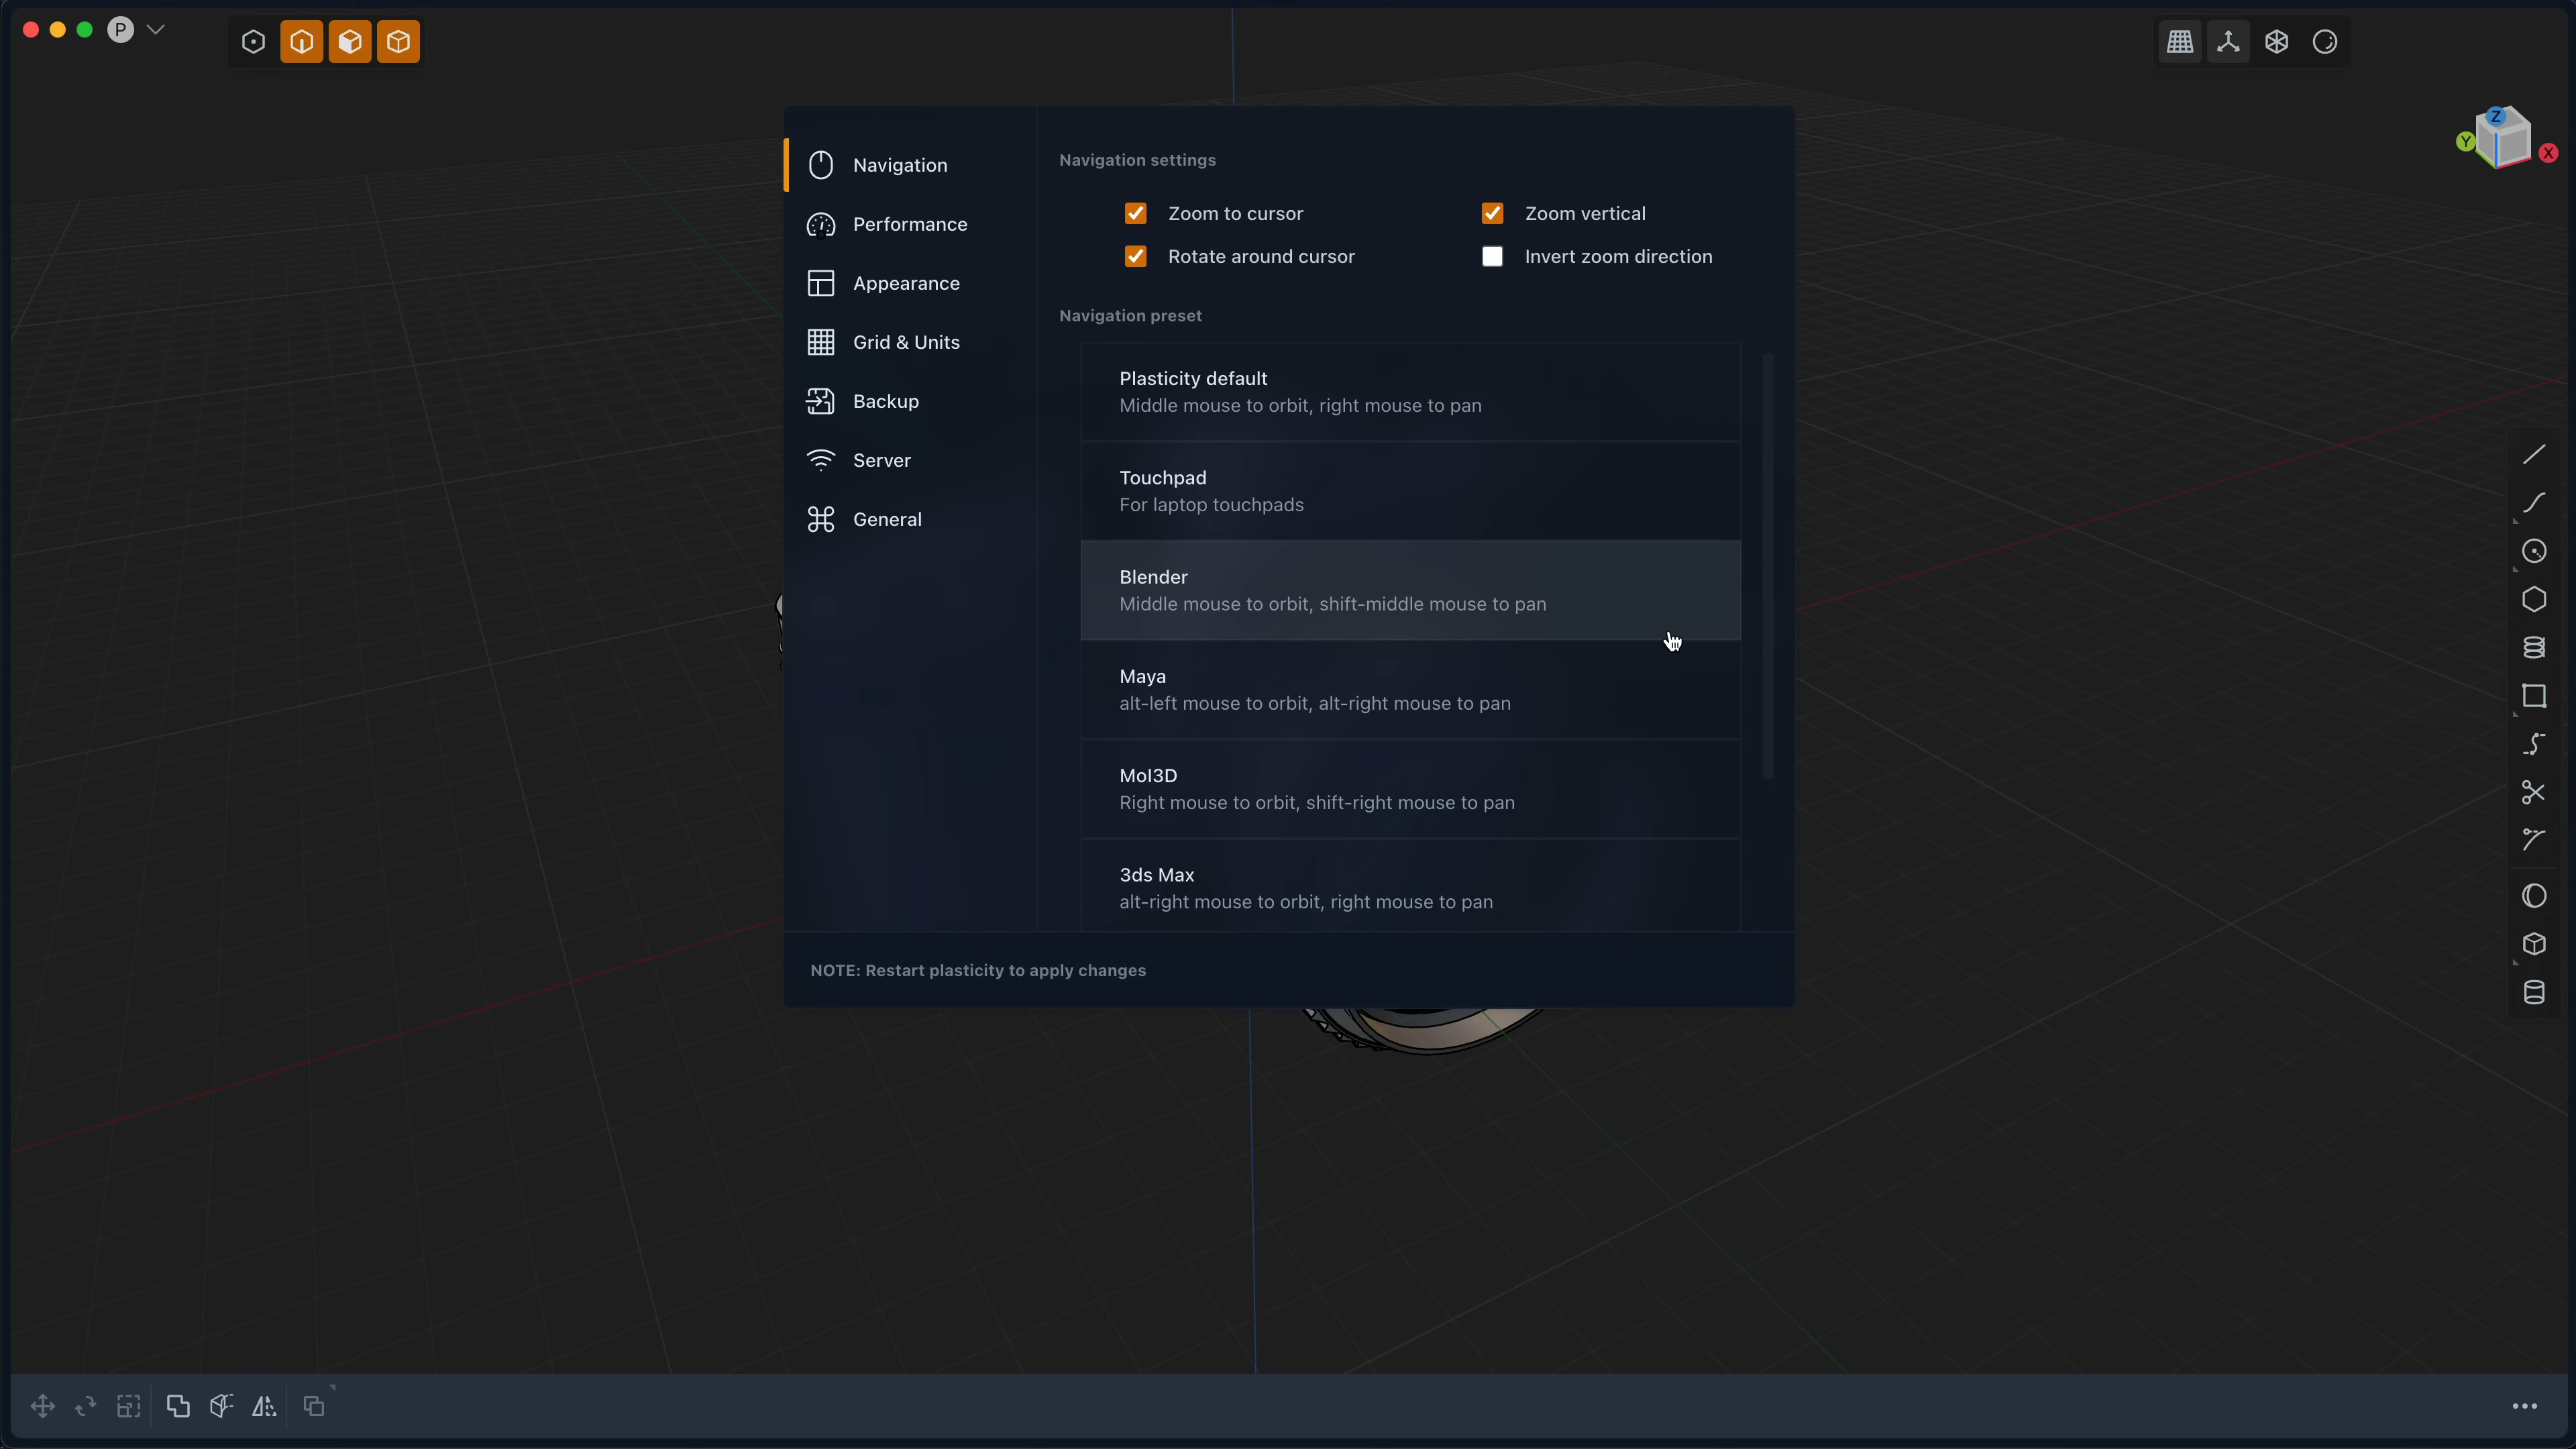 P
Z
Y
X
Navigation
Performance
Appearance
Grid & Units
Backup
Server
General
Navigation settings
Zoom to cursor
Zoom vertical
Rotate around cursor
Invert zoom direction
Navigation preset
Plasticity default
Middle mouse to orbit, right mouse to pan
Touchpad
For laptop touchpads
Blender
Middle mouse to orbit, shift-middle mouse to pan
Maya
alt-left mouse to orbit, alt-right mouse to pan
MoI3D
Right mouse to orbit, shift-right mouse to pan
3ds Max
alt-right mouse to orbit, right mouse to pan
NOTE: Restart plasticity to apply changes